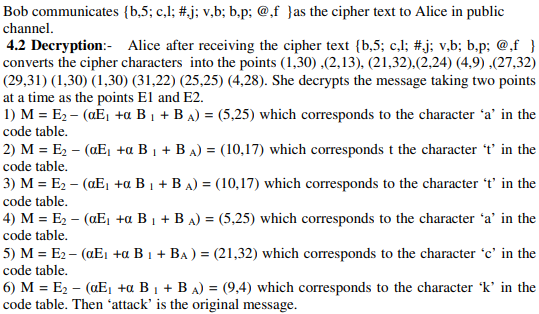 Bob communicates {b,5; c,l; #,j; v,b; b,p; @,f }as the cipher text to Alice in public
channel.
4.2 Decryption:- Alice after receiving the cipher text {b,5; c,l; #,j; v,b; b,p; @,f }
converts the cipher characters into the points (1,30) ,(2,13), (21,32),(2,24) (4,9) ,(27,32)
(29,31) (1,30) (1,30) (31,22) (25,25) (4,28). She decrypts the message taking two points
at a time as the points E1 and E2.
1) M = E₂ – (αE₁ +α B ₁ + B A) = (5,25) which corresponds to the character ‘a’ in the
code table.
2) M = E₂ – (αE₁ +α B ₁ + B A) = (10,17) which corresponds t the character ‘t’ in the
code table.
3) M = E₂ – (αE₁ +α B ₁ + B A) = (10,17) which corresponds to the character ‘t’ in the
code table.
4) M = E₂ – (αE₁ +α B ₁ + B A) = (5,25) which corresponds to the character ‘a’ in the
code table.
5) M = E₂ – (αE₁ +α B ₁ + BA ) = (21,32) which corresponds to the character ‘c’ in the
code table.
6) M = E₂ – (αE₁ +α B ₁ + B A) = (9,4) which corresponds to the character ‘k’ in the
code table. Then ‘attack’ is the original message.